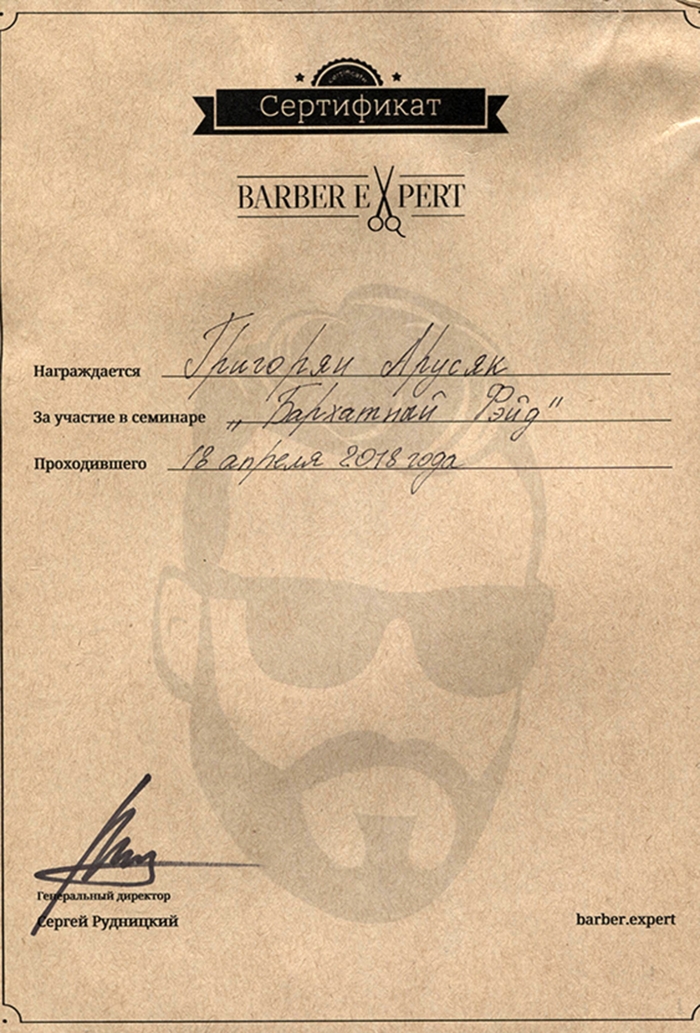 certificate
Сертификат
BARBER EXPERT
Награждается Григорян Арусяк
За участие в семинаре „Бархатный Фэйд"
Проходившего 18 апреля 2018 года
Генеральный директор
Сергей Рудницкий
barber.expert